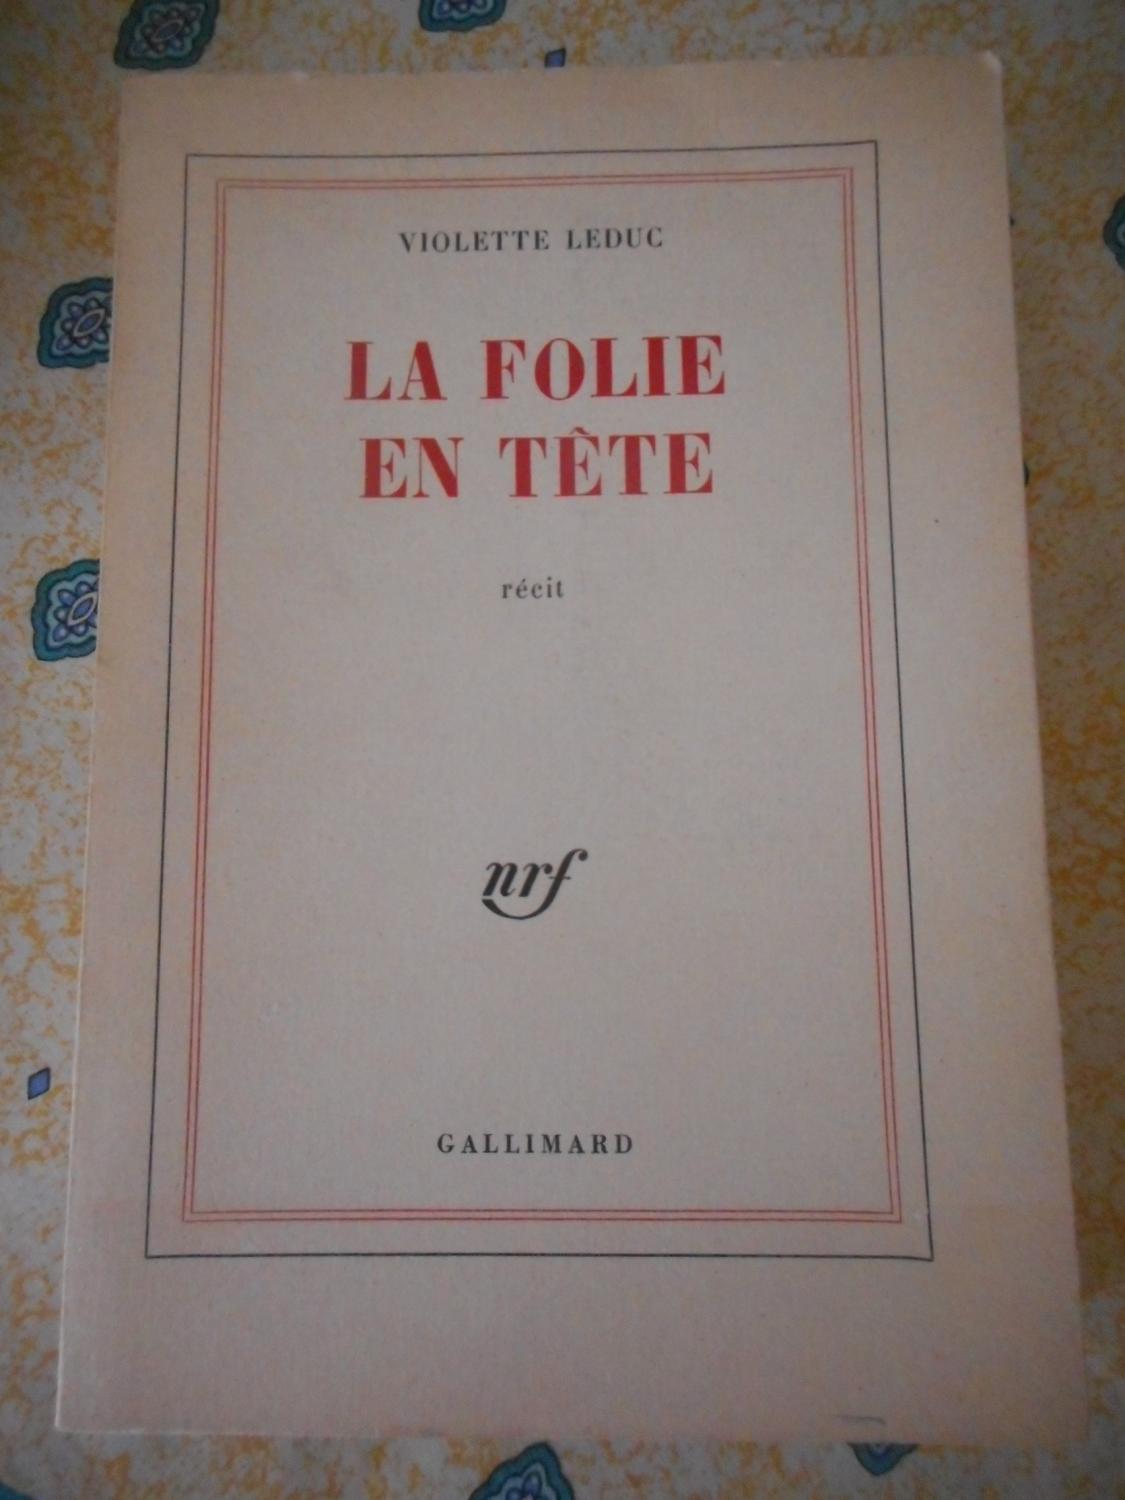 VIOLETTE LEDUC
LA FOLIE
EN TÊTE
récit
nrf
GALLIMARD